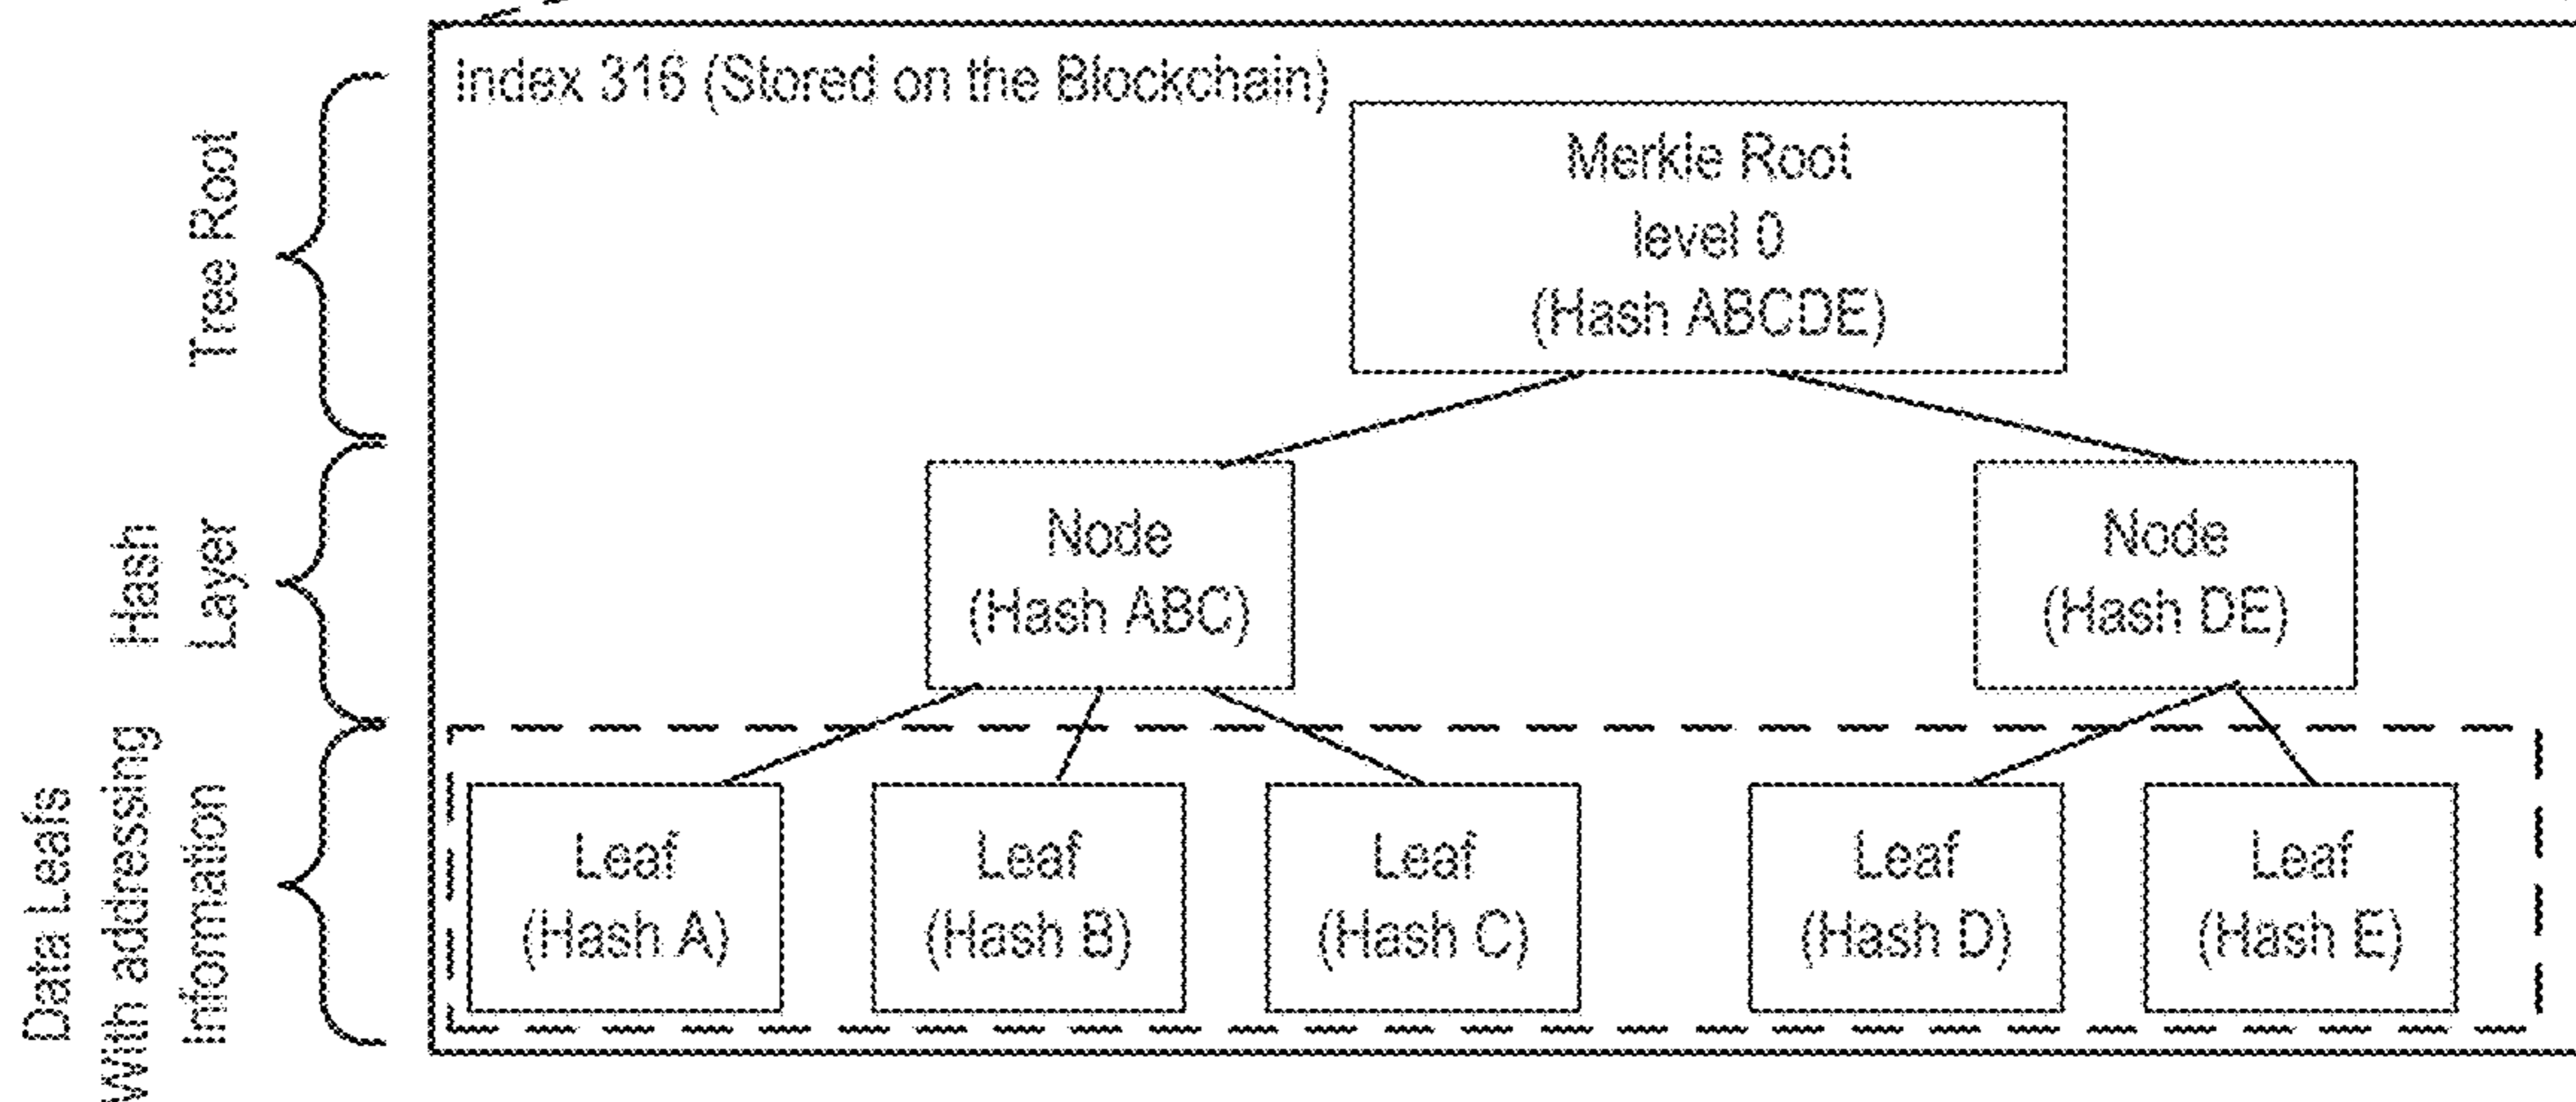 Index 316 (Stored on the Blockchain)
Merkle Root
level 0
(Hash ABCDE)
Tree Root
Node
(Hash ABC)
Node
(Hash DE)
Hash
Layer
Leaf
(Hash A)
Leaf
(Hash B)
Leaf
(Hash C)
Leaf
(Hash D)
Leaf
(Hash E)
Data Leafs
With addressing
Information